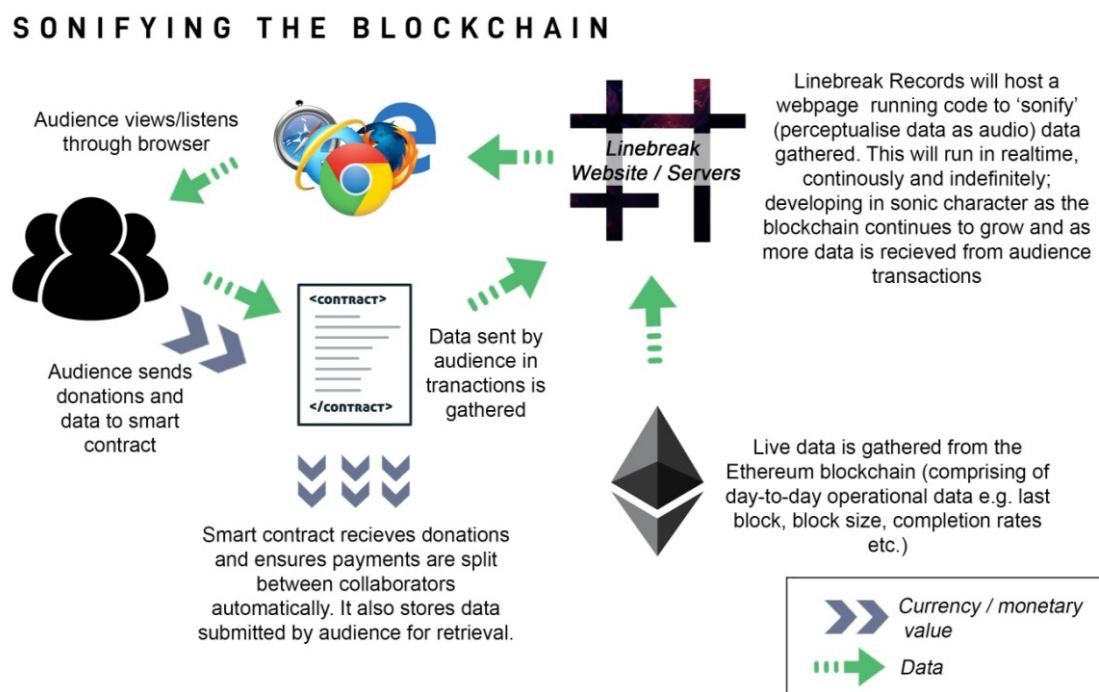 SONIFYING THE BLOCKCHAIN
Audience views/listens
through browser
Linebreak
Website / Servers
Linebreak Records will host a
webpage running code to ‘sonify’
(perceptualise data as audio) data
gathered. This will run in realtime,
continously and indefinitely;
developing in sonic character as the
blockchain continues to grow and as
more data is recieved from audience
transactions
<CONTRACT>
</CONTRACT>
Data sent by
audience in
tranactions is
gathered
Audience sends
donations and
data to smart
contract
Live data is gathered from the
Ethereum blockchain (comprising of
day-to-day operational data e.g. last
block, block size, completion rates
etc.)
Smart contract recieves donations
and ensures payments are split
between collaborators
automatically. It also stores data
submitted by audience for retrieval.
Currency / monetary
value
Data